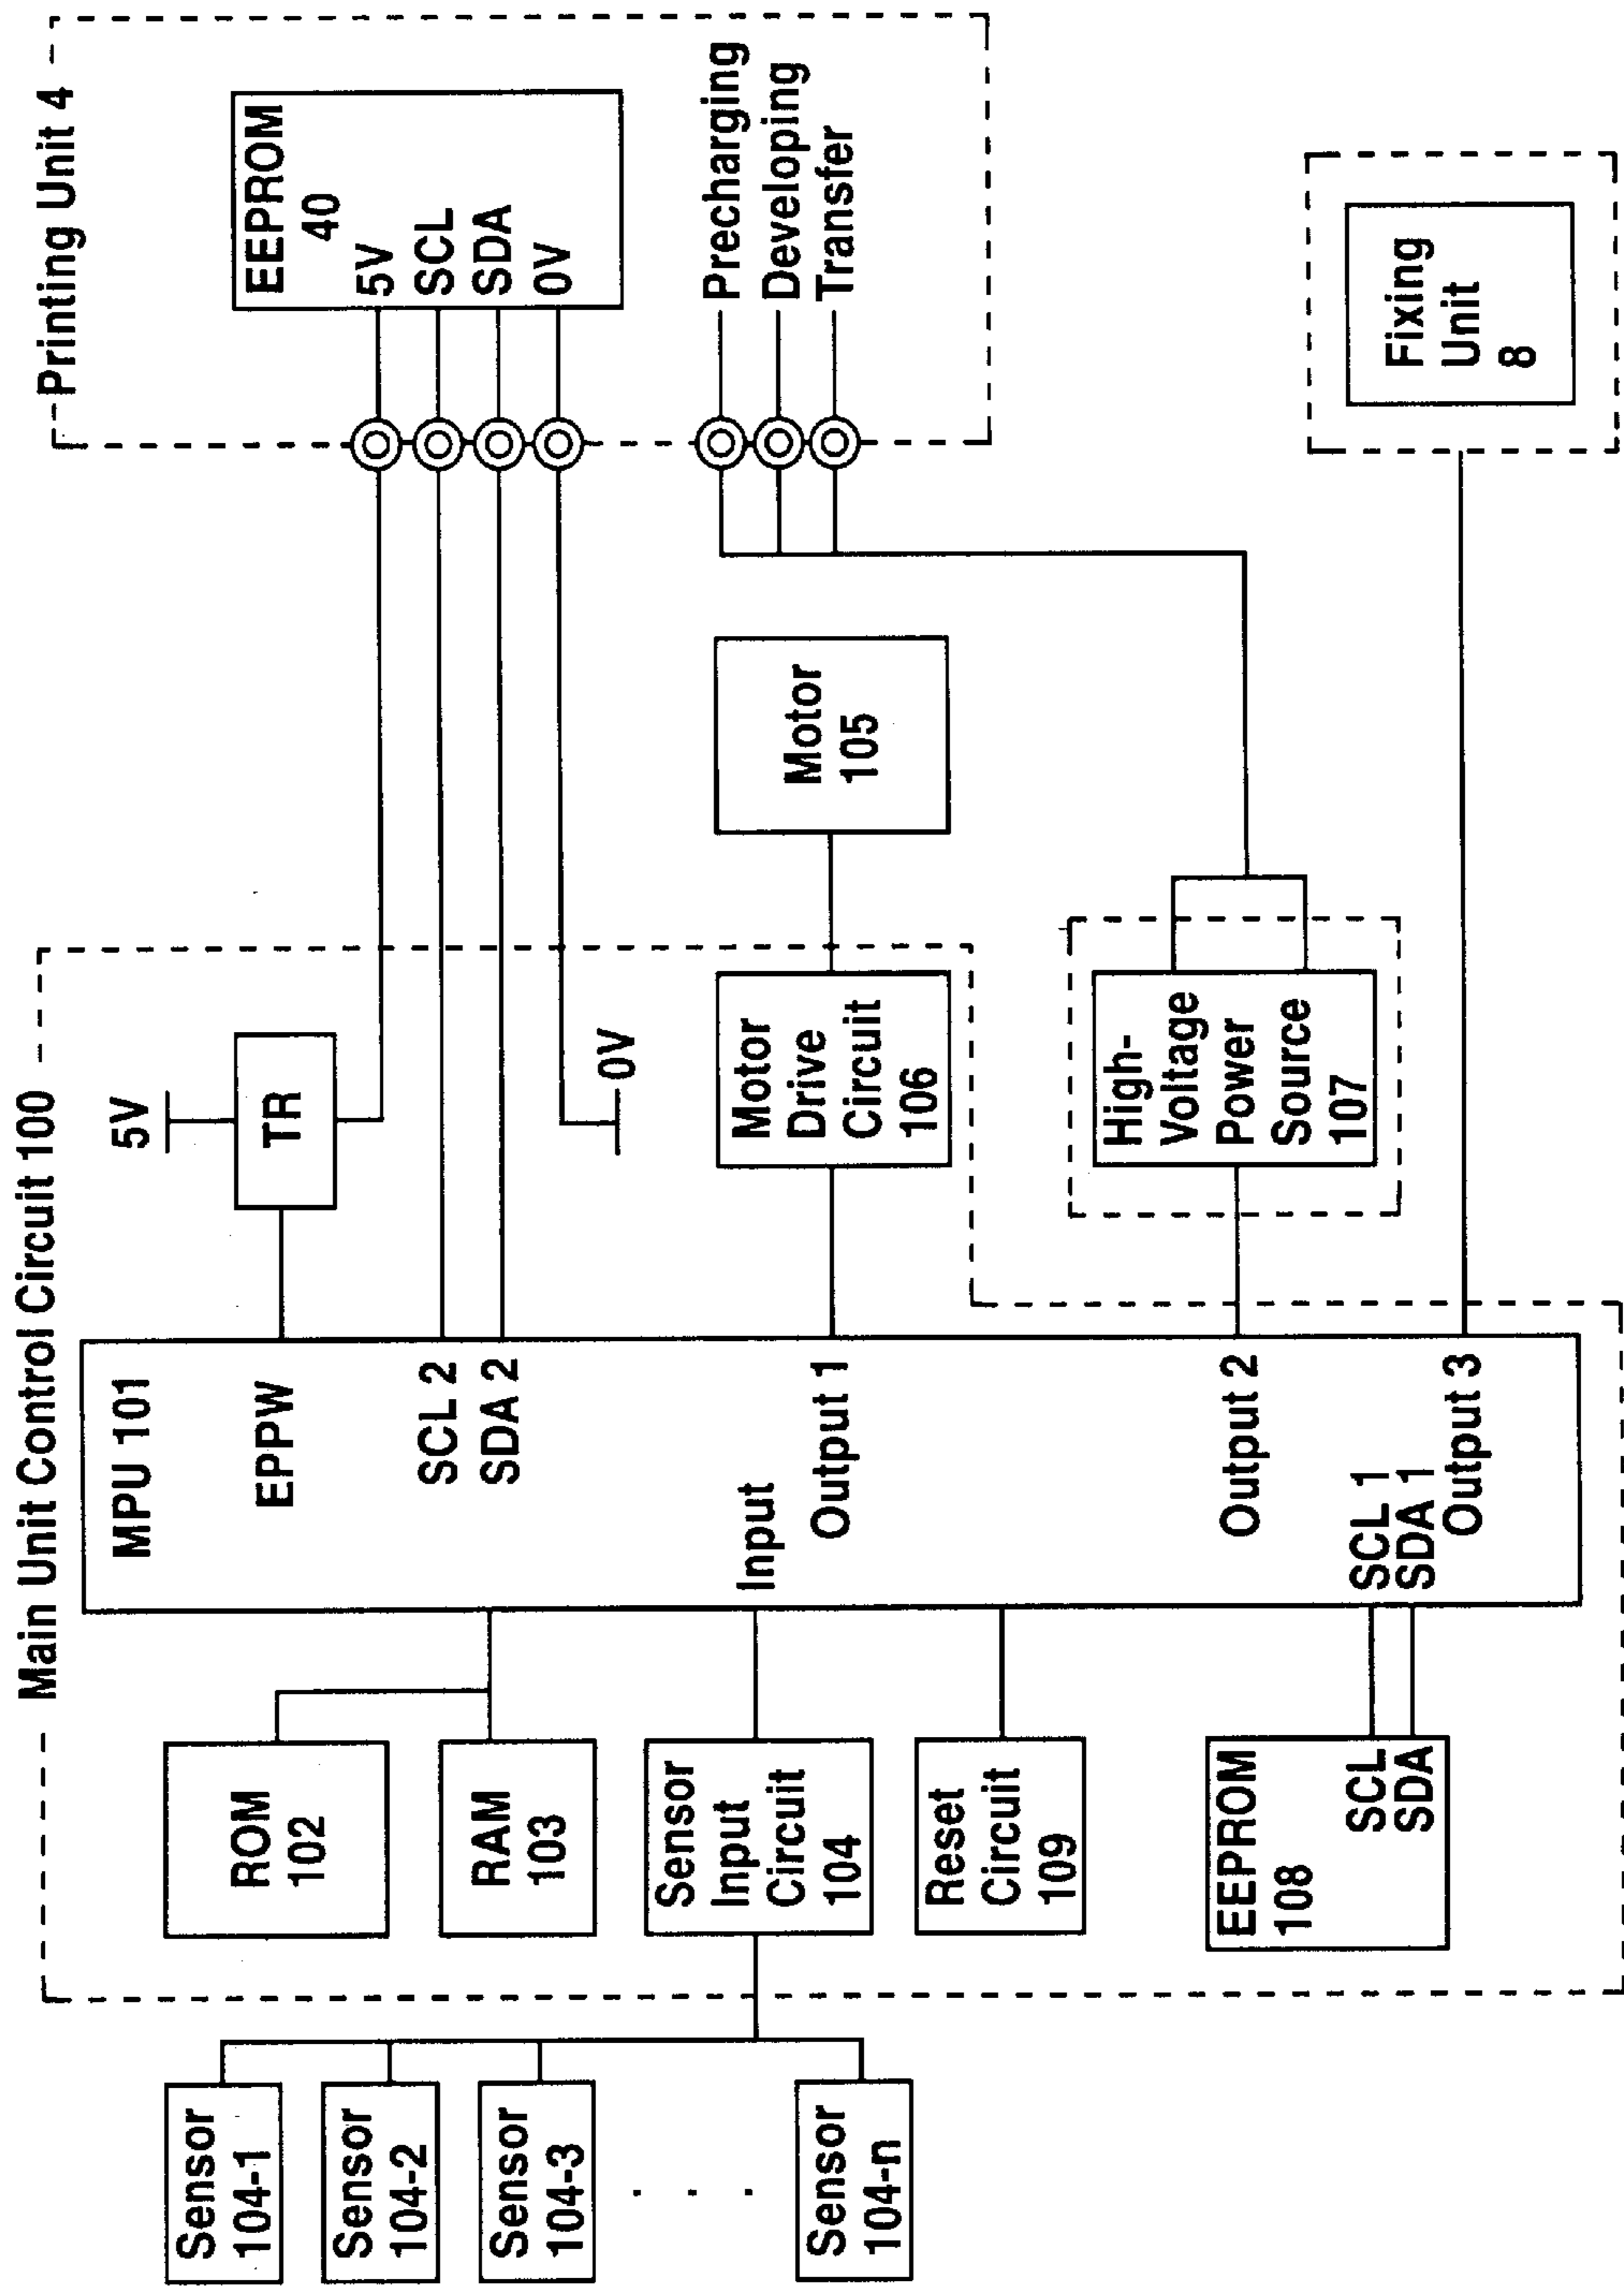 Main Unit Control Circuit 100
Printing Unit 4
Sensor
104-1
Sensor
104-2
Sensor
104-3
. . .
Sensor
104-n
ROM
102
RAM
103
Sensor
Input
Circuit
104
Reset
Circuit
109
EEPROM
108
SCL
SDA
MPU 101
EPPW
SCL 2
SDA 2
Input
Output 1
Output 2
SCL 1
SDA 1
Output 3
5V
TR
0V
Motor
Drive
Circuit
106
High-
Voltage
Power
Source
107
Motor
105
EEPROM
40
5V
SCL
SDA
0V
Precharging
Developing
Transfer
Fixing
Unit
8